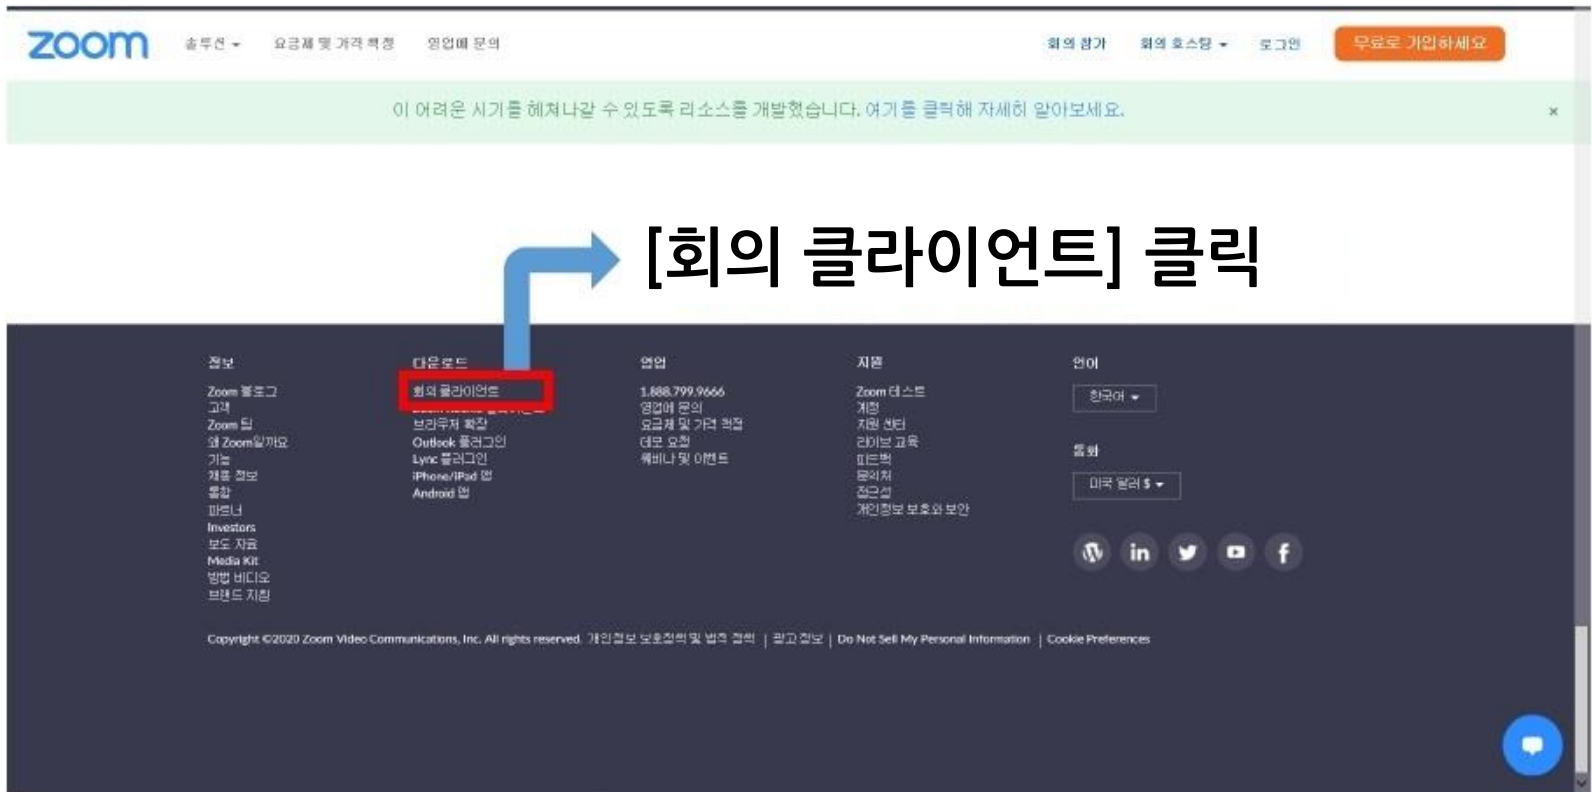 zoom 솔루션 요금제 및 가격 책정 영업에 문의 회의 참가 회의 호스팅 로그인 무료로 가입하세요
이 어려운 시기를 헤쳐나갈 수 있도록 리소스를 개발했습니다. 여기를 클릭해 자세히 알아보세요. ×
[회의 클라이언트] 클릭
정보
Zoom 블로그
고객
Zoom 팀
왜 Zoom일까요
기능
제품 정보
통합
파트너
Investors
보도 자료
Media Kit
방법 비디오
브랜드 지침
다운로드
회의 클라이언트
브라우저 확장
Outlook 플러그인
Lync 플러그인
iPhone/iPad 앱
Android 앱
영업
1.888.799.9666
영업에 문의
요금제 및 가격 책정
데모 요청
웨비나 및 이벤트
지원
Zoom 테스트
계정
지원 센터
라이브 교육
피드백
문의처
접근성
개인정보 보호와 보안
언어
한국어
통화
미국 달러 $
Copyright ©2020 Zoom Video Communications, Inc. All rights reserved. 개인정보 보호정책 및 법적 정책 | 광고 정보 | Do Not Sell My Personal Information | Cookie Preferences